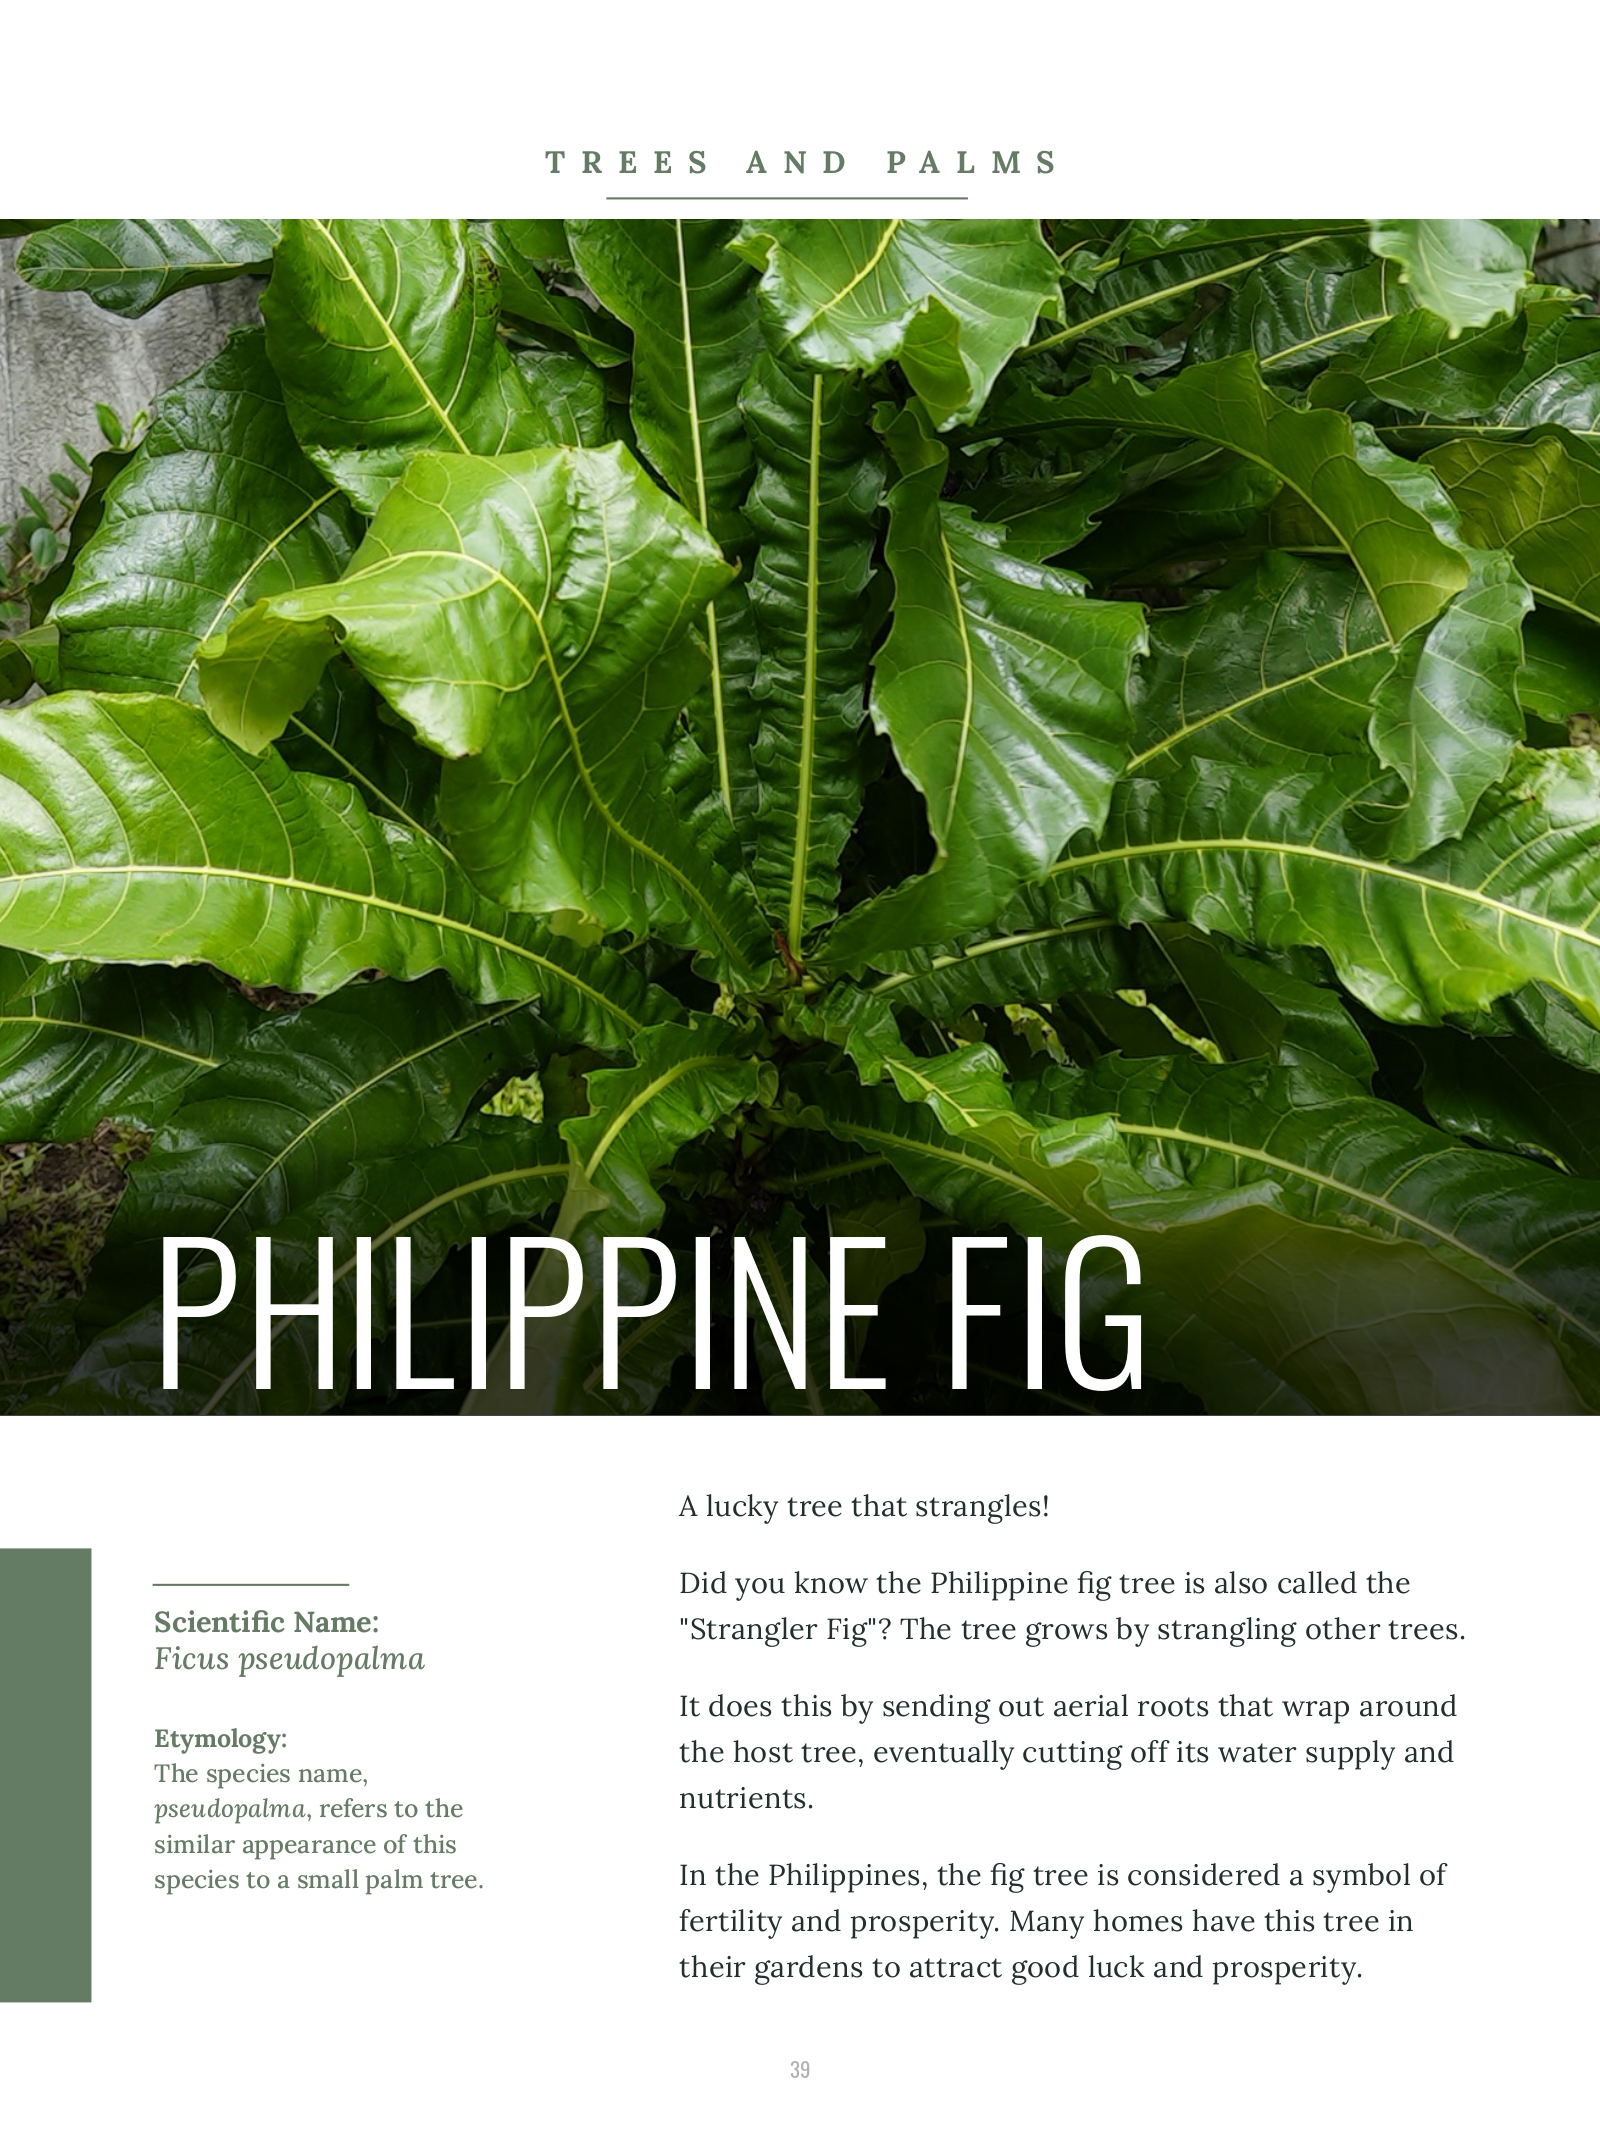 TREES AND PALMS
PHILIPPINE FIG
Scientific Name:
Ficus pseudopalma
Etymology:
The species name,
pseudopalma, refers to the
similar appearance of this
species to a small palm tree.
A lucky tree that strangles!
Did you know the Philippine fig tree is also called the
"Strangler Fig"? The tree grows by strangling other trees.
It does this by sending out aerial roots that wrap around
the host tree, eventually cutting off its water supply and
nutrients.
In the Philippines, the fig tree is considered a symbol of
fertility and prosperity. Many homes have this tree in
their gardens to attract good luck and prosperity.
39